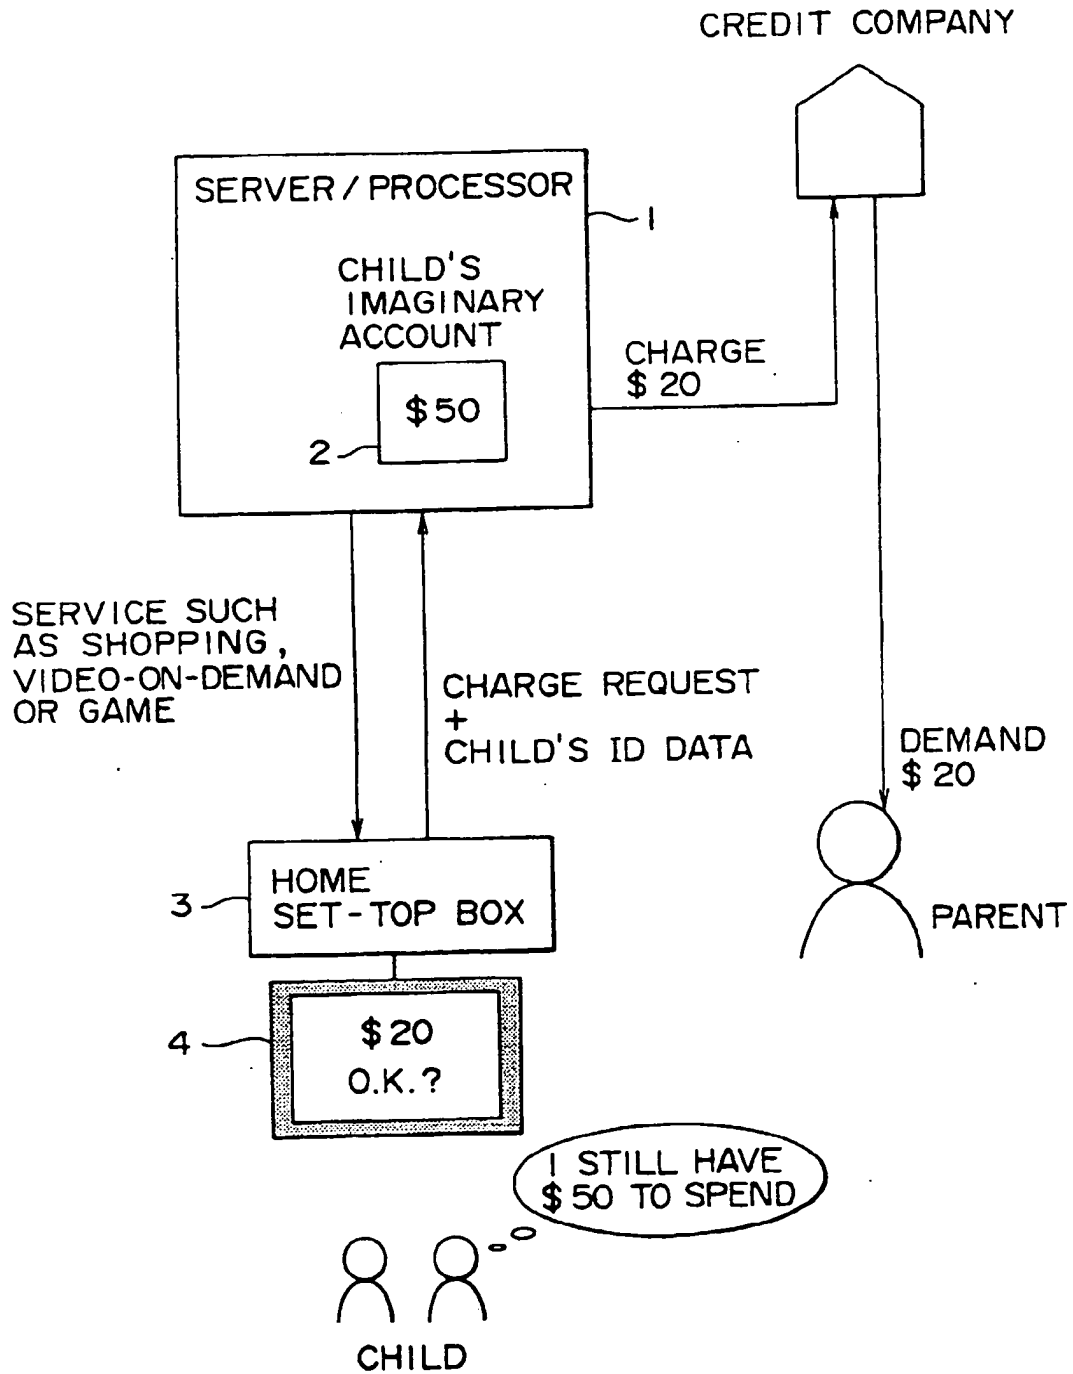 CREDIT COMPANY
SERVER/PROCESSOR
1
CHILD'S
IMAGINARY
ACCOUNT
$50
2
CHARGE
$20
SERVICE SUCH
AS SHOPPING,
VIDEO-ON-DEMAND
OR GAME
CHARGE REQUEST
+
CHILD'S ID DATA
DEMAND
$20
PARENT
HOME
SET-TOP BOX
3
$20
O.K.?
4
I STILL HAVE
$50 TO SPEND
CHILD